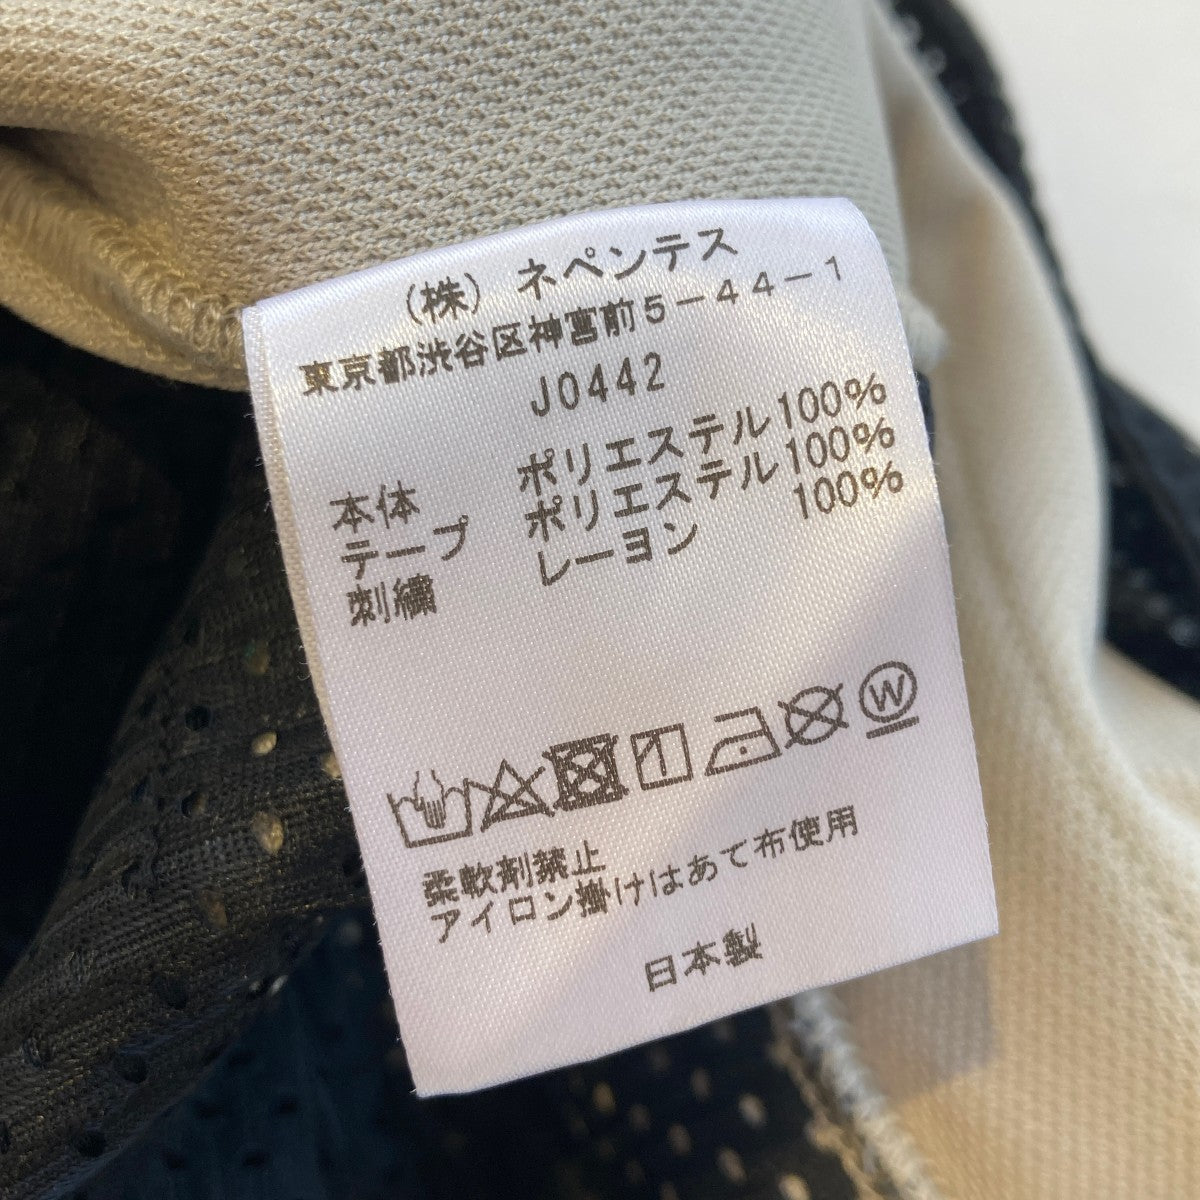 (株) ネペンテス
東京都渋谷区神宮前5-44-1
J0442
本体 ポリエステル100%
テープ ポリエステル100%
刺繍 レーヨン 100%
W
柔軟剤禁止
アイロン掛けはあて布使用
日本製